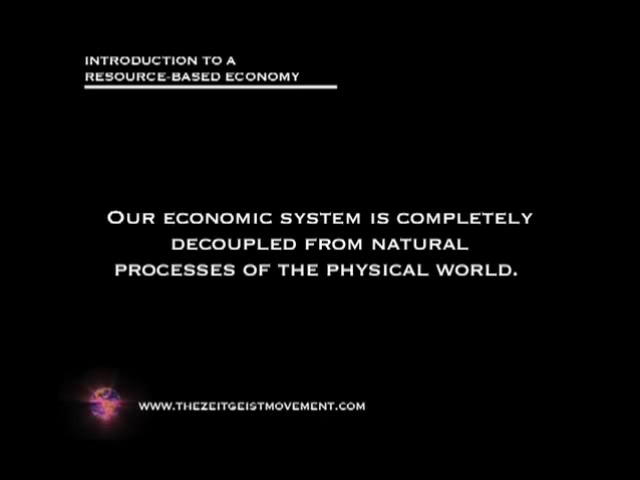 INTRODUCTION TO A
RESOURCE-BASED ECONOMY
OUR ECONOMIC SYSTEM IS COMPLETELY
DECOUPLED FROM NATURAL
PROCESSES OF THE PHYSICAL WORLD.
WWW.THEZEITGEISTMOVEMENT.COM